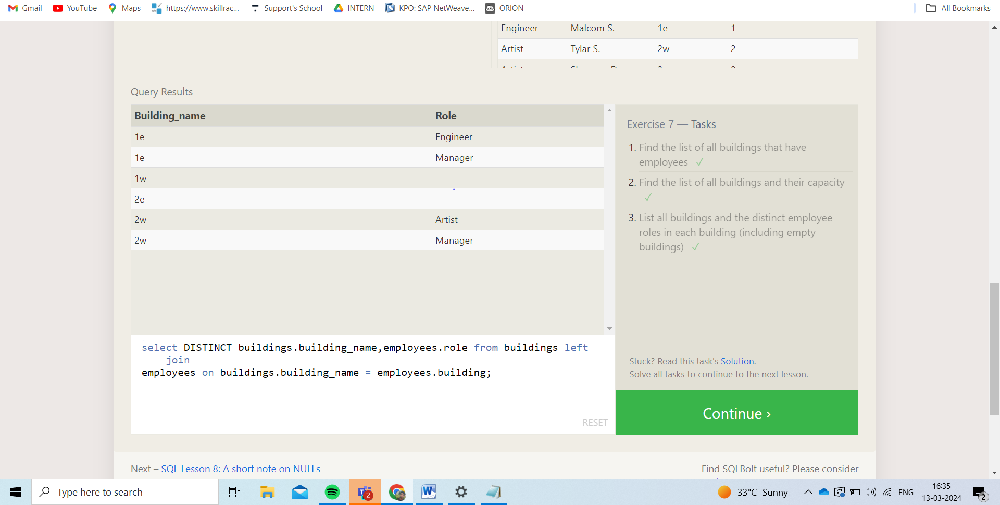 Gmail YouTube Maps https://www.skillrac... Support's School INTERN KPO: SAP NetWeave... ORION All Bookmarks
Engineer Malcom S. 1e 1
Artist Tylar S. 2w 2
Query Results
Building_name Role
1e Engineer
1e Manager
1w
2e
2w Artist
2w Manager
Exercise 7 — Tasks
1. Find the list of all buildings that have
employees ✓
2. Find the list of all buildings and their capacity
✓
3. List all buildings and the distinct employee
roles in each building (including empty
buildings) ✓
select DISTINCT buildings.building_name,employees.role from buildings left
join
employees on buildings.building_name = employees.building;
RESET
Stuck? Read this task's Solution.
Solve all tasks to continue to the next lesson.
Continue ›
Next – SQL Lesson 8: A short note on NULLs
Find SQLBolt useful? Please consider
Type here to search
2
33°C Sunny
ENG
16:35
13-03-2024
2